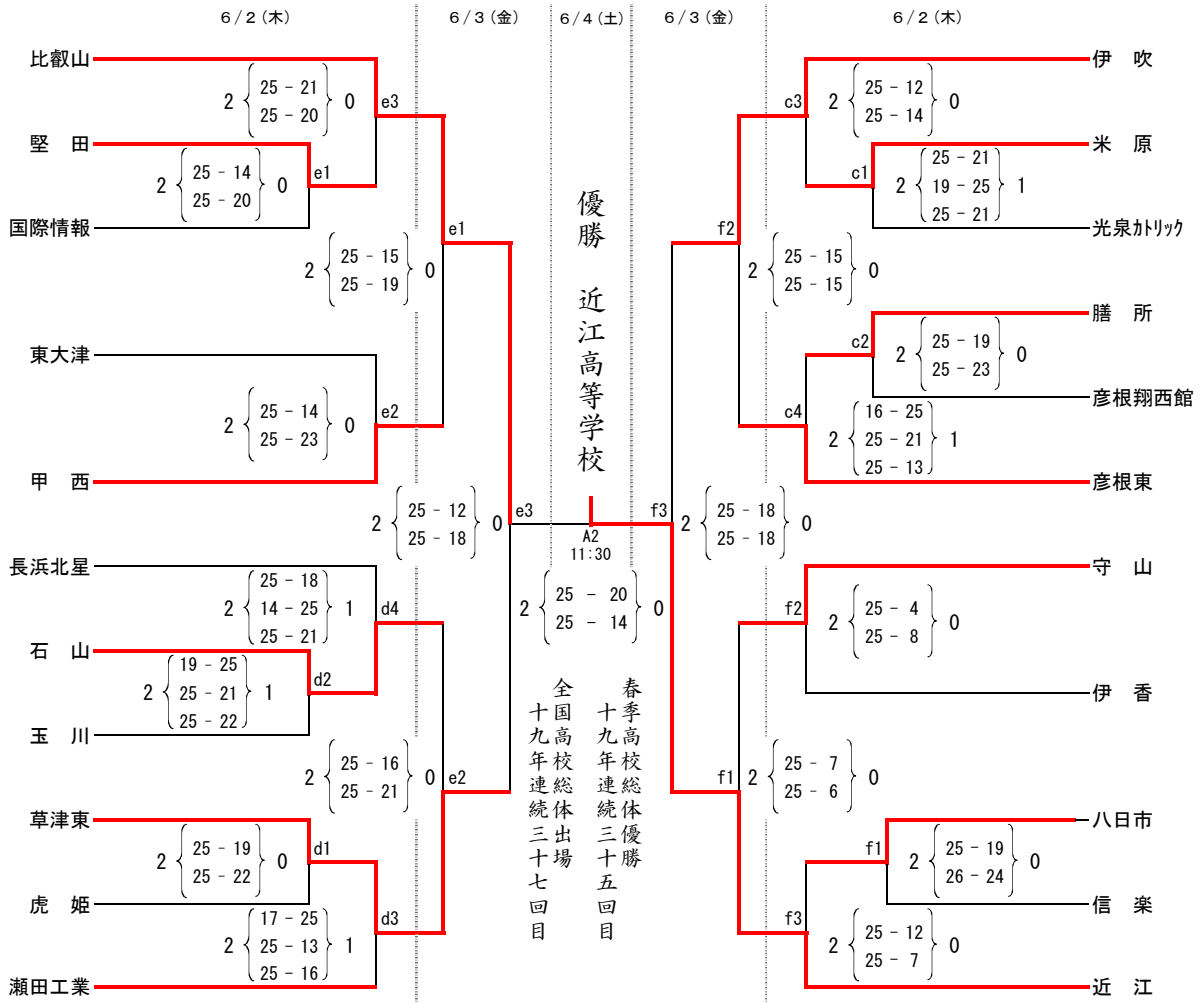 6/2(木)
6/3(金)
6/4(土)
6/3(金)
6/2(木)
比叡山
堅 田
国際情報
東大津
甲 西
長浜北星
石 山
玉 川
草津東
虎 姫
瀬田工業
2 25 - 21 0
25 - 20
e3
2 25 - 14 0
25 - 20
e1
2 25 - 15 0
25 - 19
e1
2 25 - 14 0
25 - 23
e2
2 25 - 12 0
25 - 18
e3
25 - 18
2 14 - 25 1
25 - 21
d4
19 - 25
2 25 - 21 1
25 - 22
d2
2 25 - 16 0
25 - 21
e2
2 25 - 19 0
25 - 22
d1
17 - 25
2 25 - 13 1
25 - 16
d3
優勝 近江高等学校
A2
11:30
2 25 - 20 0
25 - 14
春季高校総体優勝
十九年連続三十五回目
全国高校総体出場
十九年連続三十七回目
伊 吹
米 原
光泉カトリック
膳 所
彦根翔西館
彦根東
守 山
伊 香
八日市
信 楽
近 江
c3
2 25 - 12 0
25 - 14
c1
25 - 21
2 19 - 25 1
25 - 21
f2
2 25 - 15 0
25 - 15
c2
2 25 - 19 0
25 - 23
c4
16 - 25
2 25 - 21 1
25 - 13
f3
2 25 - 18 0
25 - 18
f2
2 25 - 4 0
25 - 8
f1
2 25 - 7 0
25 - 6
f1
2 25 - 19 0
26 - 24
f3
2 25 - 12 0
25 - 7